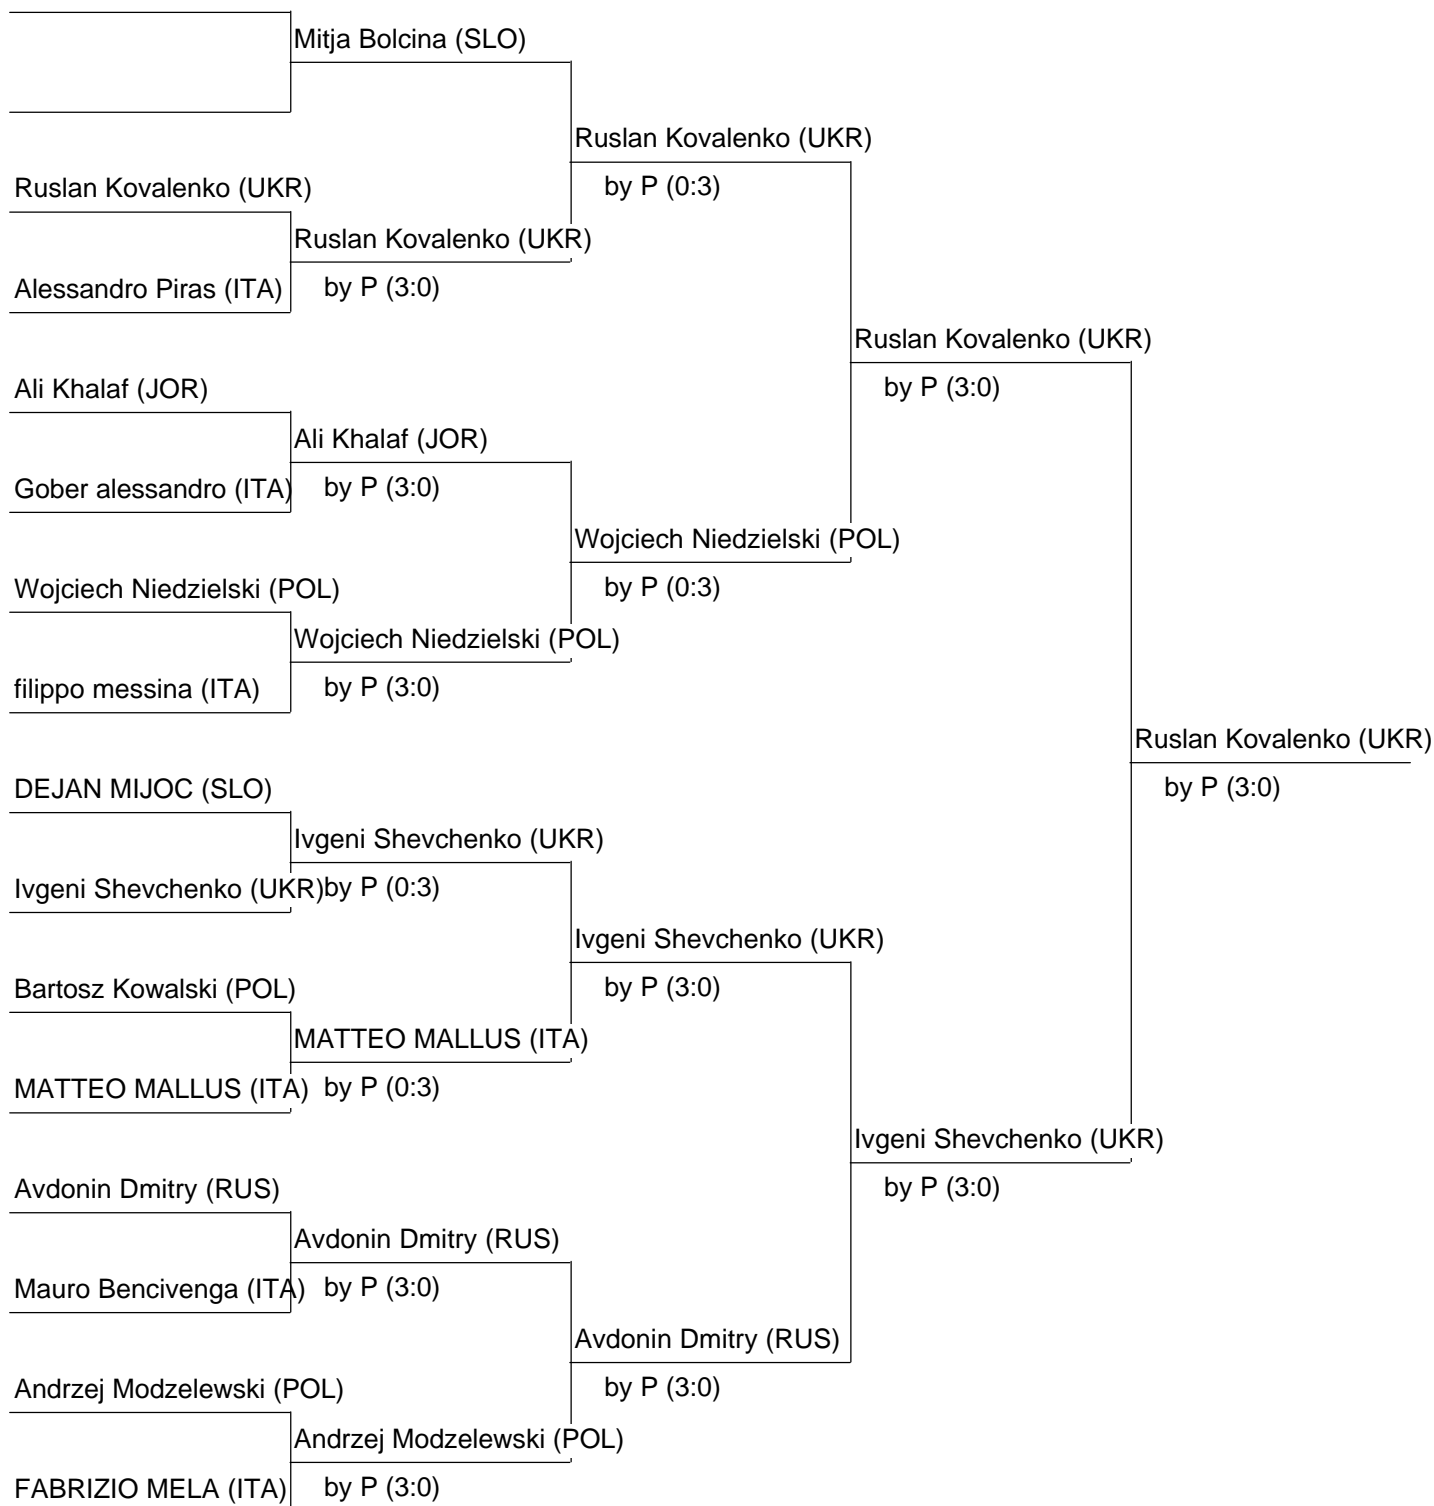 Mitja Bolcina (SLO)
Ruslan Kovalenko (UKR)
by P (0:3)
Ruslan Kovalenko (UKR)
Ruslan Kovalenko (UKR)
by P (3:0)
Alessandro Piras (ITA)
Ruslan Kovalenko (UKR)
by P (3:0)
Ali Khalaf (JOR)
Ali Khalaf (JOR)
by P (3:0)
Gober alessandro (ITA)
Wojciech Niedzielski (POL)
by P (0:3)
Wojciech Niedzielski (POL)
Wojciech Niedzielski (POL)
by P (3:0)
filippo messina (ITA)
Ruslan Kovalenko (UKR)
by P (3:0)
DEJAN MIJOC (SLO)
Ivgeni Shevchenko (UKR)
by P (0:3)
Ivgeni Shevchenko (UKR)
Ivgeni Shevchenko (UKR)
by P (3:0)
Bartosz Kowalski (POL)
MATTEO MALLUS (ITA)
by P (0:3)
MATTEO MALLUS (ITA)
Ivgeni Shevchenko (UKR)
by P (3:0)
Avdonin Dmitry (RUS)
Avdonin Dmitry (RUS)
by P (3:0)
Mauro Bencivenga (ITA)
Avdonin Dmitry (RUS)
by P (3:0)
Andrzej Modzelewski (POL)
Andrzej Modzelewski (POL)
by P (3:0)
FABRIZIO MELA (ITA)